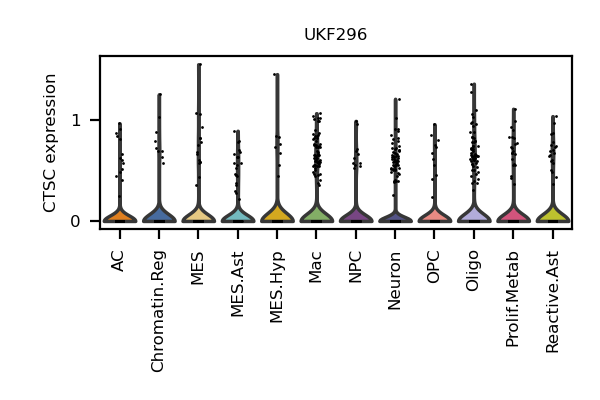 UKF296
CTSC expression
1
0
AC
Chromatin.Reg
MES
MES.Ast
MES.Hyp
Mac
NPC
Neuron
OPC
Oligo
Prolif.Metab
Reactive.Ast